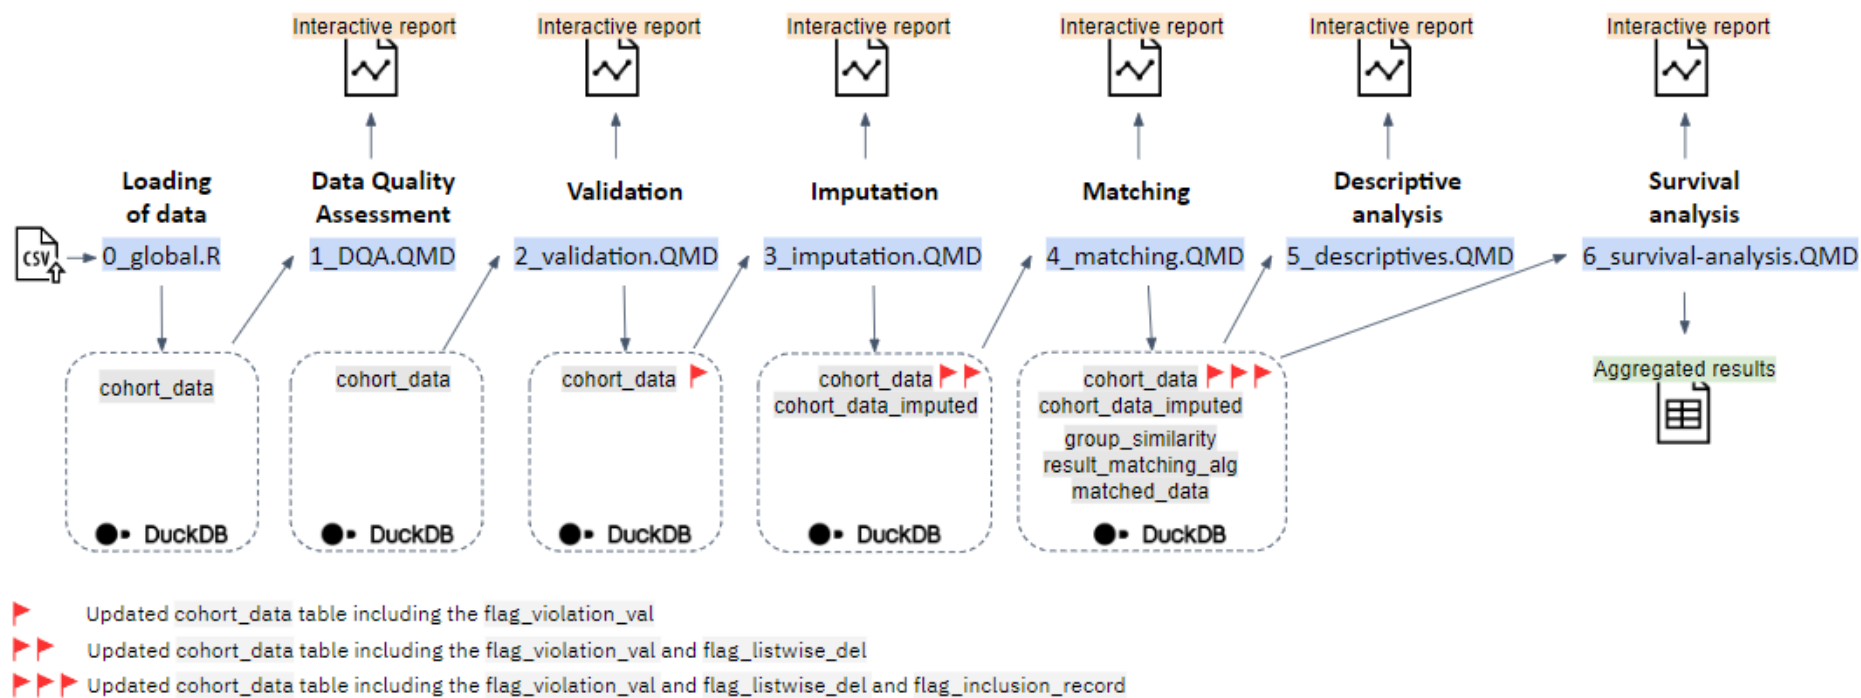 Interactive report Interactive report Interactive report Interactive report Interactive report Interactive report
Loading of data
Data Quality Assessment
Validation
Imputation
Matching
Descriptive analysis
Survival analysis
CSV
0_global.R
1_DQA.QMD
2_validation.QMD
3_imputation.QMD
4_matching.QMD
5_descriptives.QMD
6_survival-analysis.QMD
cohort_data
DuckDB
cohort_data
DuckDB
cohort_data
DuckDB
cohort_data
cohort_data_imputed
DuckDB
cohort_data
cohort_data_imputed
group_similarity
result_matching_alg
matched_data
DuckDB
Aggregated results
Updated cohort_data table including the flag_violation_val
Updated cohort_data table including the flag_violation_val and flag_listwise_del
Updated cohort_data table including the flag_violation_val and flag_listwise_del and flag_inclusion_record